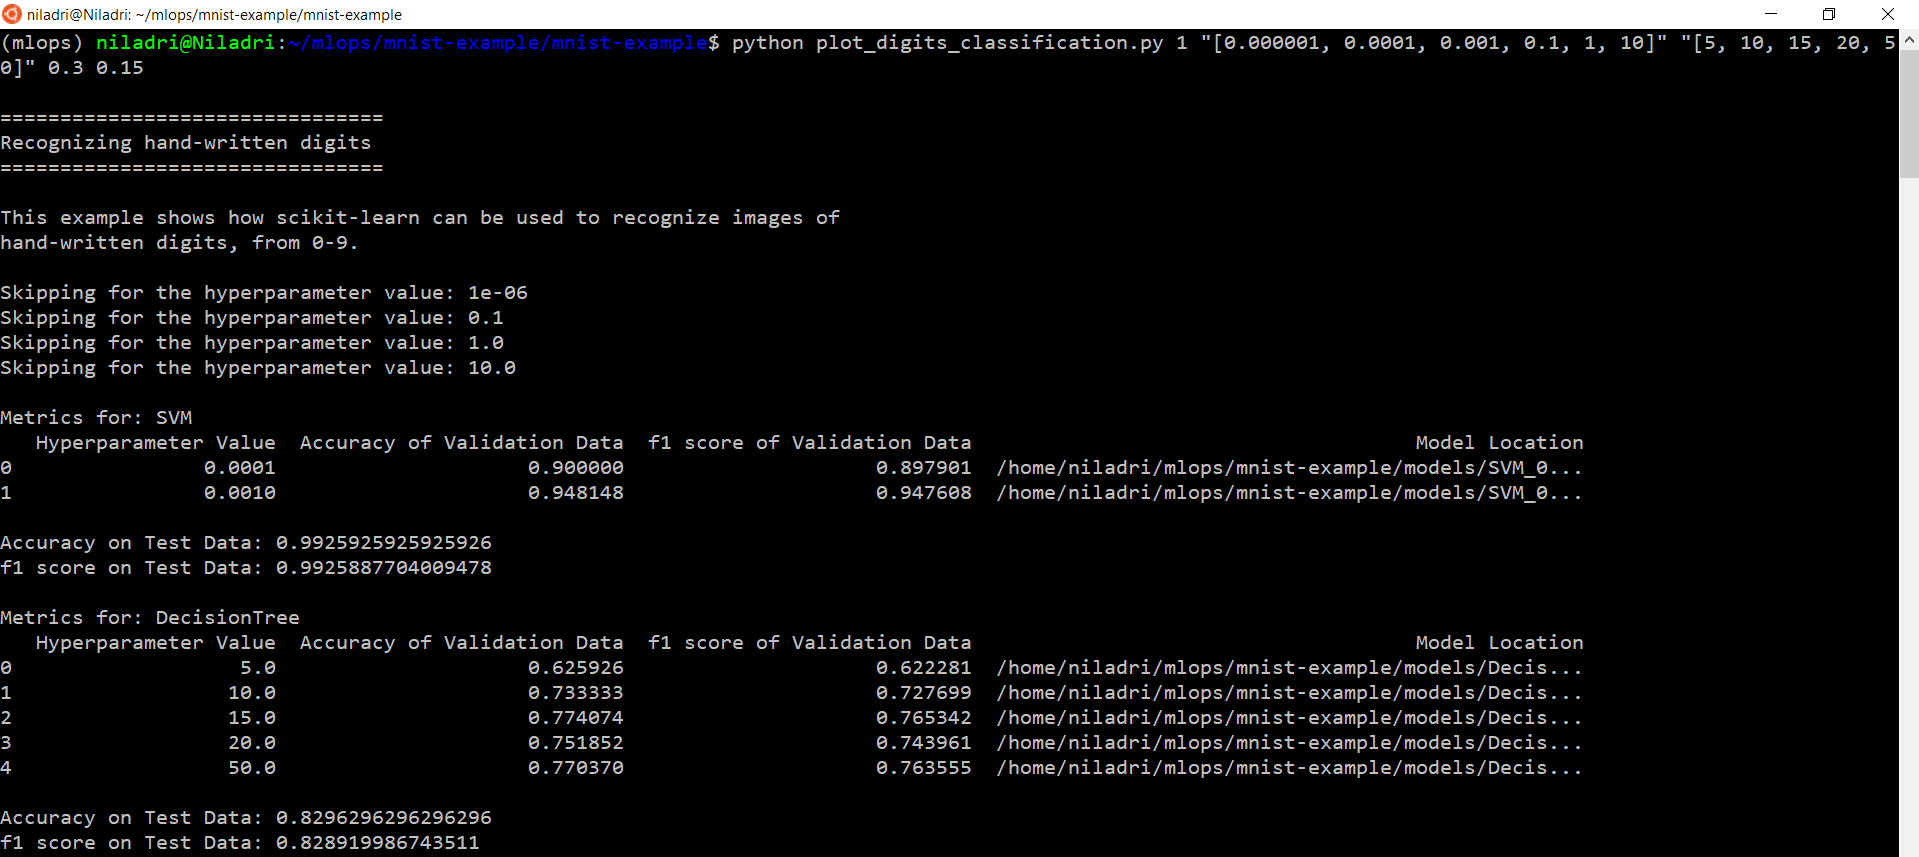 niladri@Niladri: ~/mlops/mnist-example/mnist-example
(mlops) niladri@Niladri:~/mlops/mnist-example/mnist-example$ python plot_digits_classification.py 1 "[0.000001, 0.0001, 0.001, 0.1, 1, 10]" "[5, 10, 15, 20, 5
0]" 0.3 0.15
================================
Recognizing hand-written digits
================================
This example shows how scikit-learn can be used to recognize images of
hand-written digits, from 0-9.
Skipping for the hyperparameter value: 1e-06
Skipping for the hyperparameter value: 0.1
Skipping for the hyperparameter value: 1.0
Skipping for the hyperparameter value: 10.0
Metrics for: SVM
Hyperparameter Value Accuracy of Validation Data f1 score of Validation Data Model Location
0 0.0001 0.900000 0.897901 /home/niladri/mlops/mnist-example/models/SVM_0...
1 0.0010 0.948148 0.947608 /home/niladri/mlops/mnist-example/models/SVM_0...
Accuracy on Test Data: 0.9925925925925926
f1 score on Test Data: 0.9925887704009478
Metrics for: DecisionTree
Hyperparameter Value Accuracy of Validation Data f1 score of Validation Data Model Location
0 5.0 0.625926 0.622281 /home/niladri/mlops/mnist-example/models/Decis...
1 10.0 0.733333 0.727699 /home/niladri/mlops/mnist-example/models/Decis...
2 15.0 0.774074 0.765342 /home/niladri/mlops/mnist-example/models/Decis...
3 20.0 0.751852 0.743961 /home/niladri/mlops/mnist-example/models/Decis...
4 50.0 0.770370 0.763555 /home/niladri/mlops/mnist-example/models/Decis...
Accuracy on Test Data: 0.8296296296296296
f1 score on Test Data: 0.828919986743511